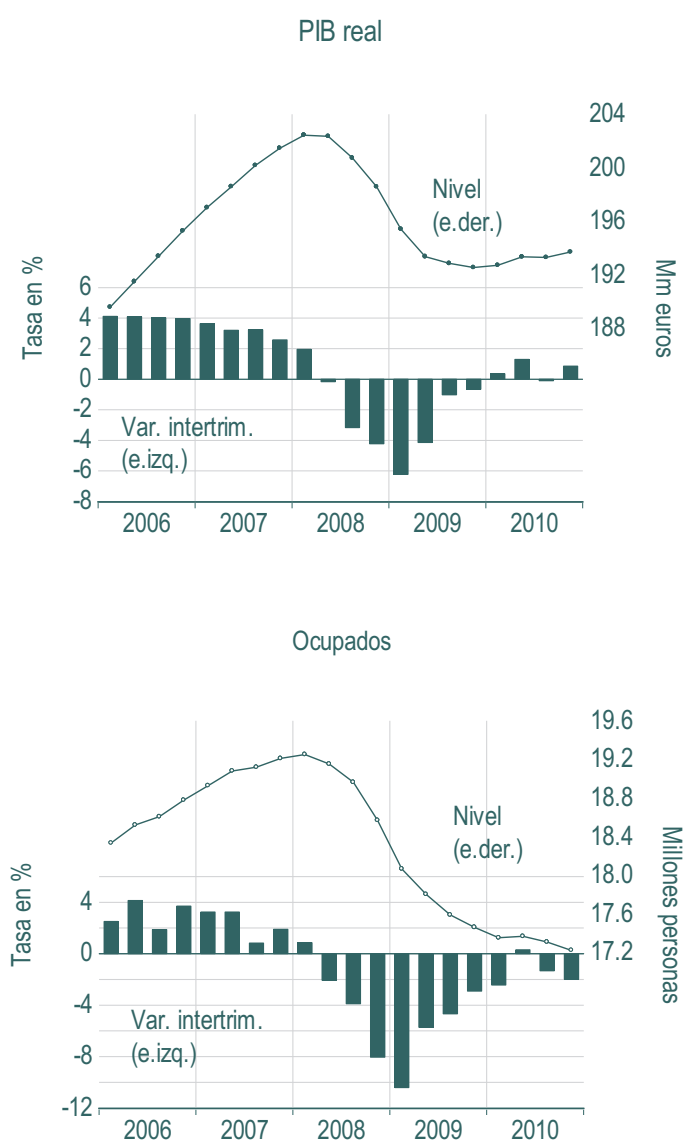 PIB real
204
200
196
192
188
Nivel
(e.der.)
Mm euros
Tasa en %
6
4
2
0
-2
-4
-6
-8
Var. intertrim.
(e.izq.)
2006 2007 2008 2009 2010
Ocupados
19.6
19.2
18.8
18.4
18.0
17.6
17.2
Nivel
(e.der.)
Millones personas
Tasa en %
4
0
-4
-8
-12
Var. intertrim.
(e.izq.)
2006 2007 2008 2009 2010